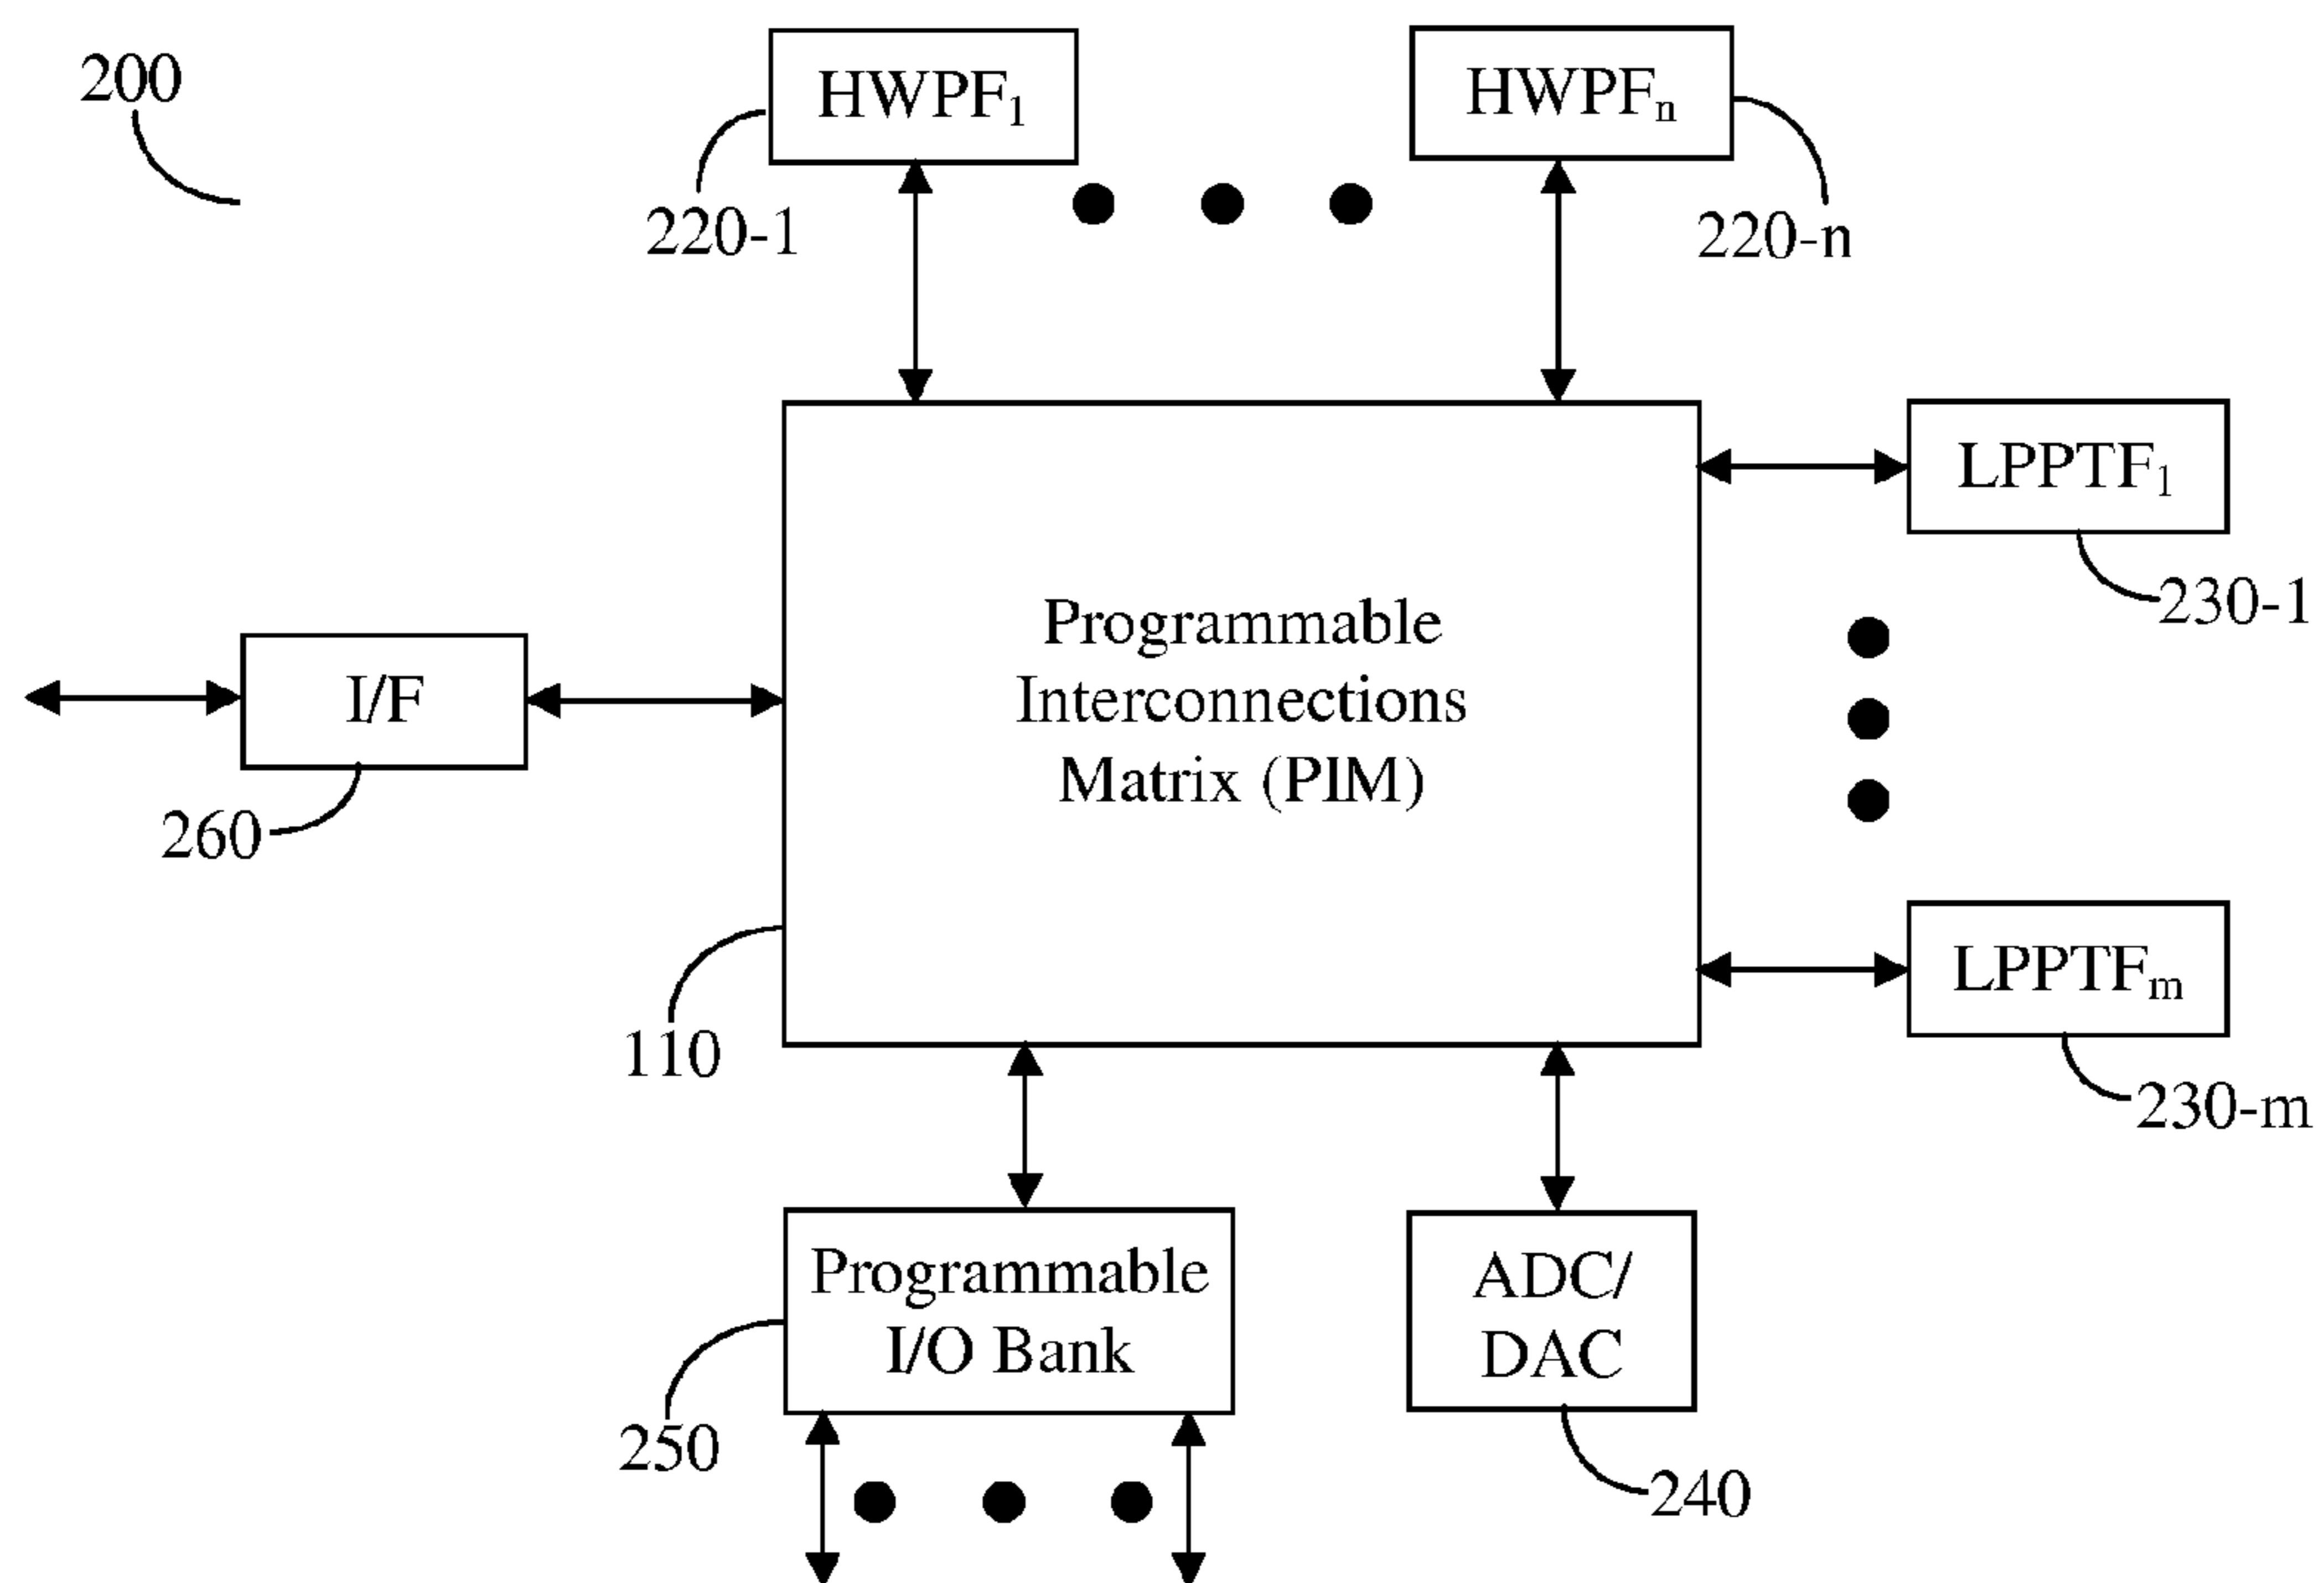 200
HWPF1
HWPFn
220-1
220-n
LPPTF1
230-1
Programmable
Interconnections
Matrix (PIM)
I/F
260
110
LPPTFm
230-m
Programmable
I/O Bank
250
ADC/
DAC
240